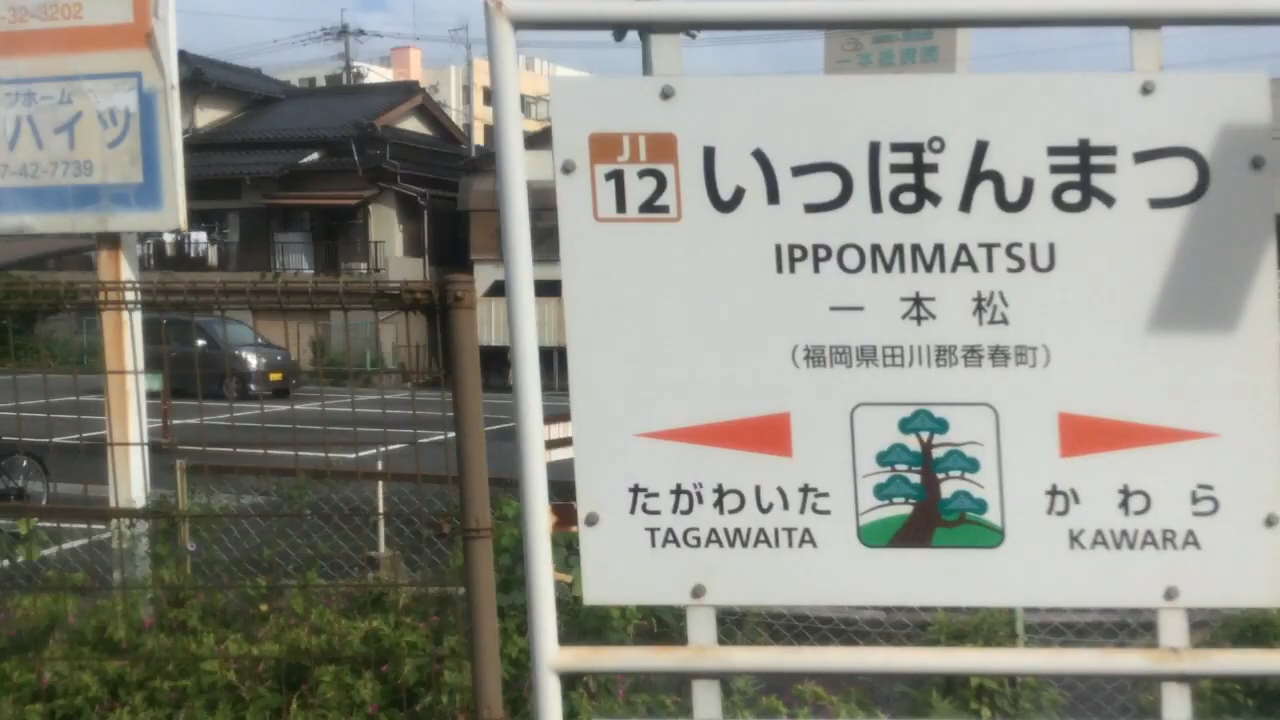 -32-3202
ハイツ
7-42-7739
JI
12
いっぽんまつ
IPPOMMATSU
一本松
(福岡県田川郡香春町)
たがわいた
TAGAWAITA
かわら
KAWARA